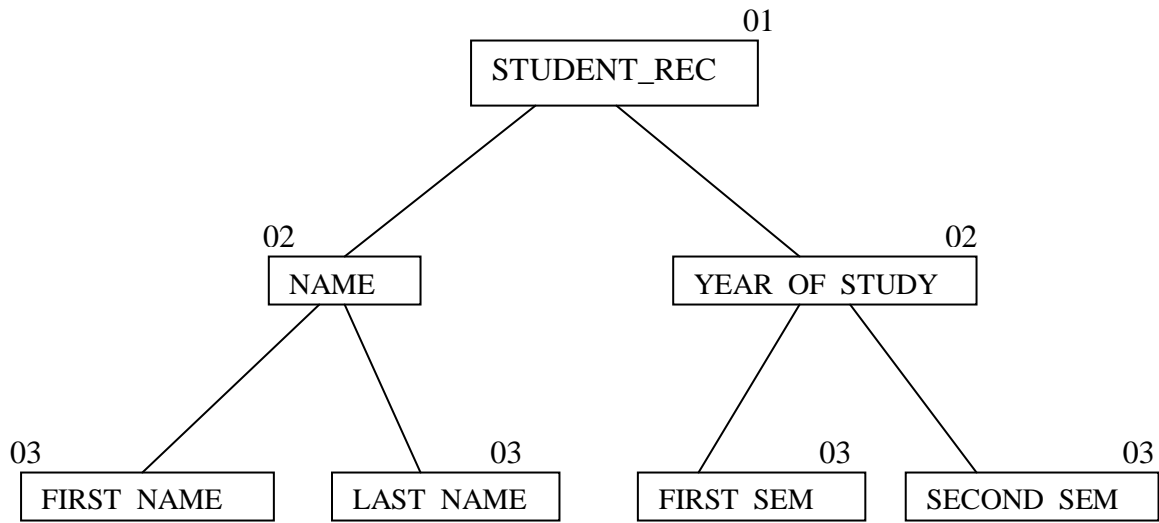 01
STUDENT_REC
02
02
NAME
YEAR OF STUDY
03
03
03
03
FIRST NAME
LAST NAME
FIRST SEM
SECOND SEM